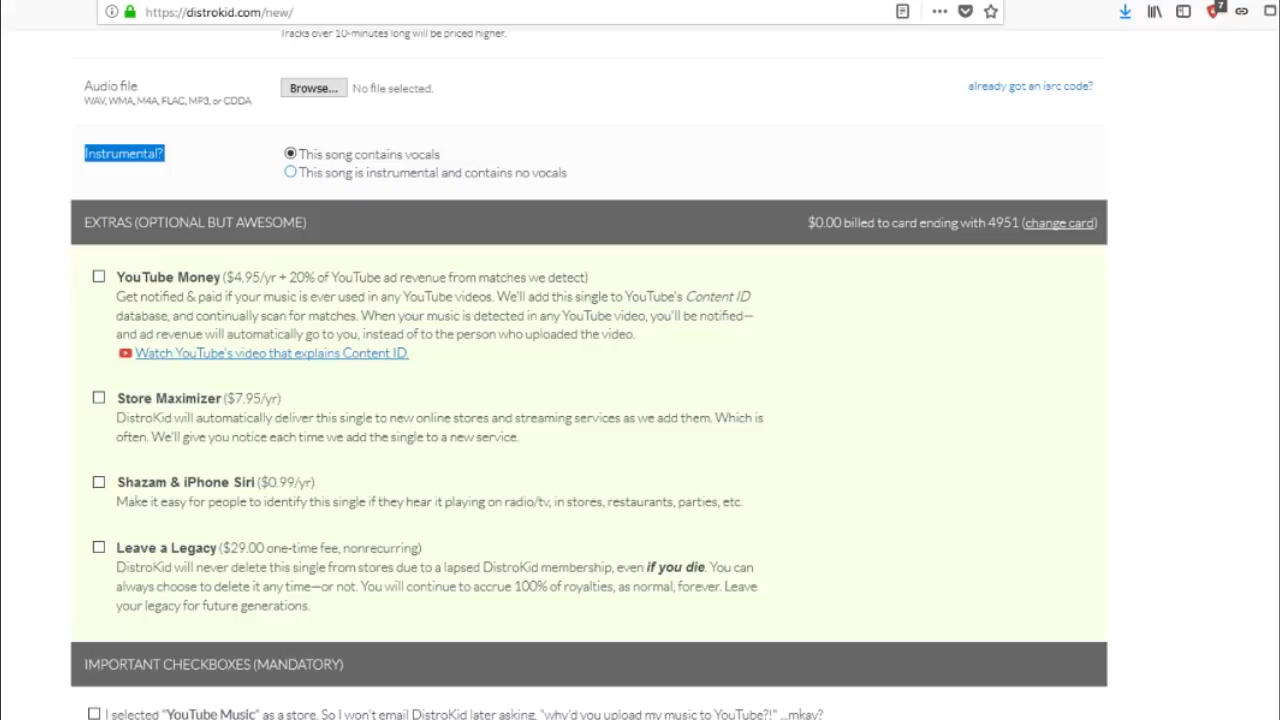 https://distrokid.com/new/
7
Tracks over 10-minutes long will be priced higher.
Audio file
WAV, WMA, M4A, FLAC, MP3, or CDDA
Browse... No file selected.
already got an isrc code?
Instrumental?
This song contains vocals
This song is instrumental and contains no vocals
EXTRAS (OPTIONAL BUT AWESOME)
$0.00 billed to card ending with 4951 (change card)
YouTube Money ($4.95/yr + 20% of YouTube ad revenue from matches we detect)
Get notified & paid if your music is ever used in any YouTube videos. We'll add this single to YouTube's Content ID
database, and continually scan for matches. When your music is detected in any YouTube video, you'll be notified—
and ad revenue will automatically go to you, instead of to the person who uploaded the video.
Watch YouTube's video that explains Content ID.
Store Maximizer ($7.95/yr)
DistroKid will automatically deliver this single to new online stores and streaming services as we add them. Which is
often. We'll give you notice each time we add the single to a new service.
Shazam & iPhone Siri ($0.99/yr)
Make it easy for people to identify this single if they hear it playing on radio/tv, in stores, restaurants, parties, etc.
Leave a Legacy ($29.00 one-time fee, nonrecurring)
DistroKid will never delete this single from stores due to a lapsed DistroKid membership, even if you die. You can
always choose to delete it any time—or not. You will continue to accrue 100% of royalties, as normal, forever. Leave
your legacy for future generations.
IMPORTANT CHECKBOXES (MANDATORY)
I selected "YouTube Music" as a store. So I won't email DistroKid later asking, "why'd you upload my music to YouTube?!" ...mkay?